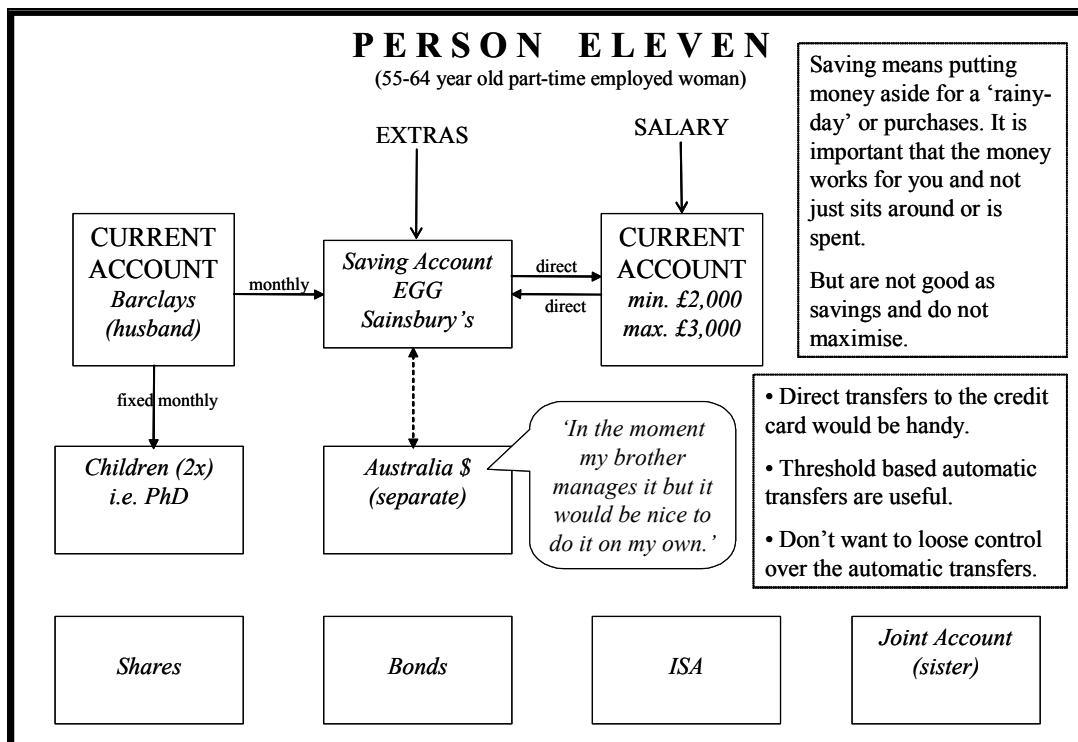 PERSON ELEVEN
(55-64 year old part-time employed woman)
Saving means putting
money aside for a ‘rainy-
day’ or purchases. It is
important that the money
works for you and not
just sits around or is
spent.
But are not good as
savings and do not
maximise.
EXTRAS
SALARY
CURRENT
ACCOUNT
Barclays
(husband)
monthly
Saving Account
EGG
Sainsbury’s
direct
direct
CURRENT
ACCOUNT
min. £2,000
max. £3,000
fixed monthly
Children (2x)
i.e. PhD
Australia $
(separate)
‘In the moment
my brother
manages it but it
would be nice to
do it on my own.’
• Direct transfers to the credit
card would be handy.
• Threshold based automatic
transfers are useful.
• Don’t want to loose control
over the automatic transfers.
Shares
Bonds
ISA
Joint Account
(sister)